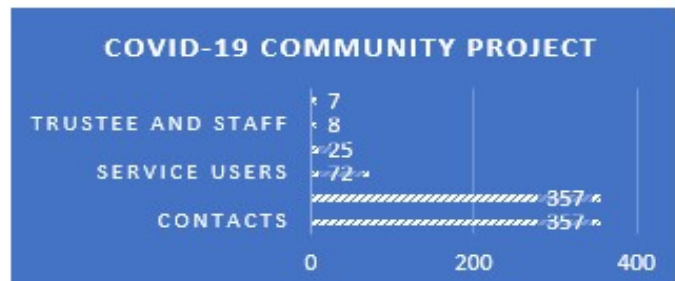 COVID-19 COMMUNITY PROJECT
7
TRUSTEE AND STAFF 8
25
SERVICE USERS 72
357
CONTACTS 357
0 200 400